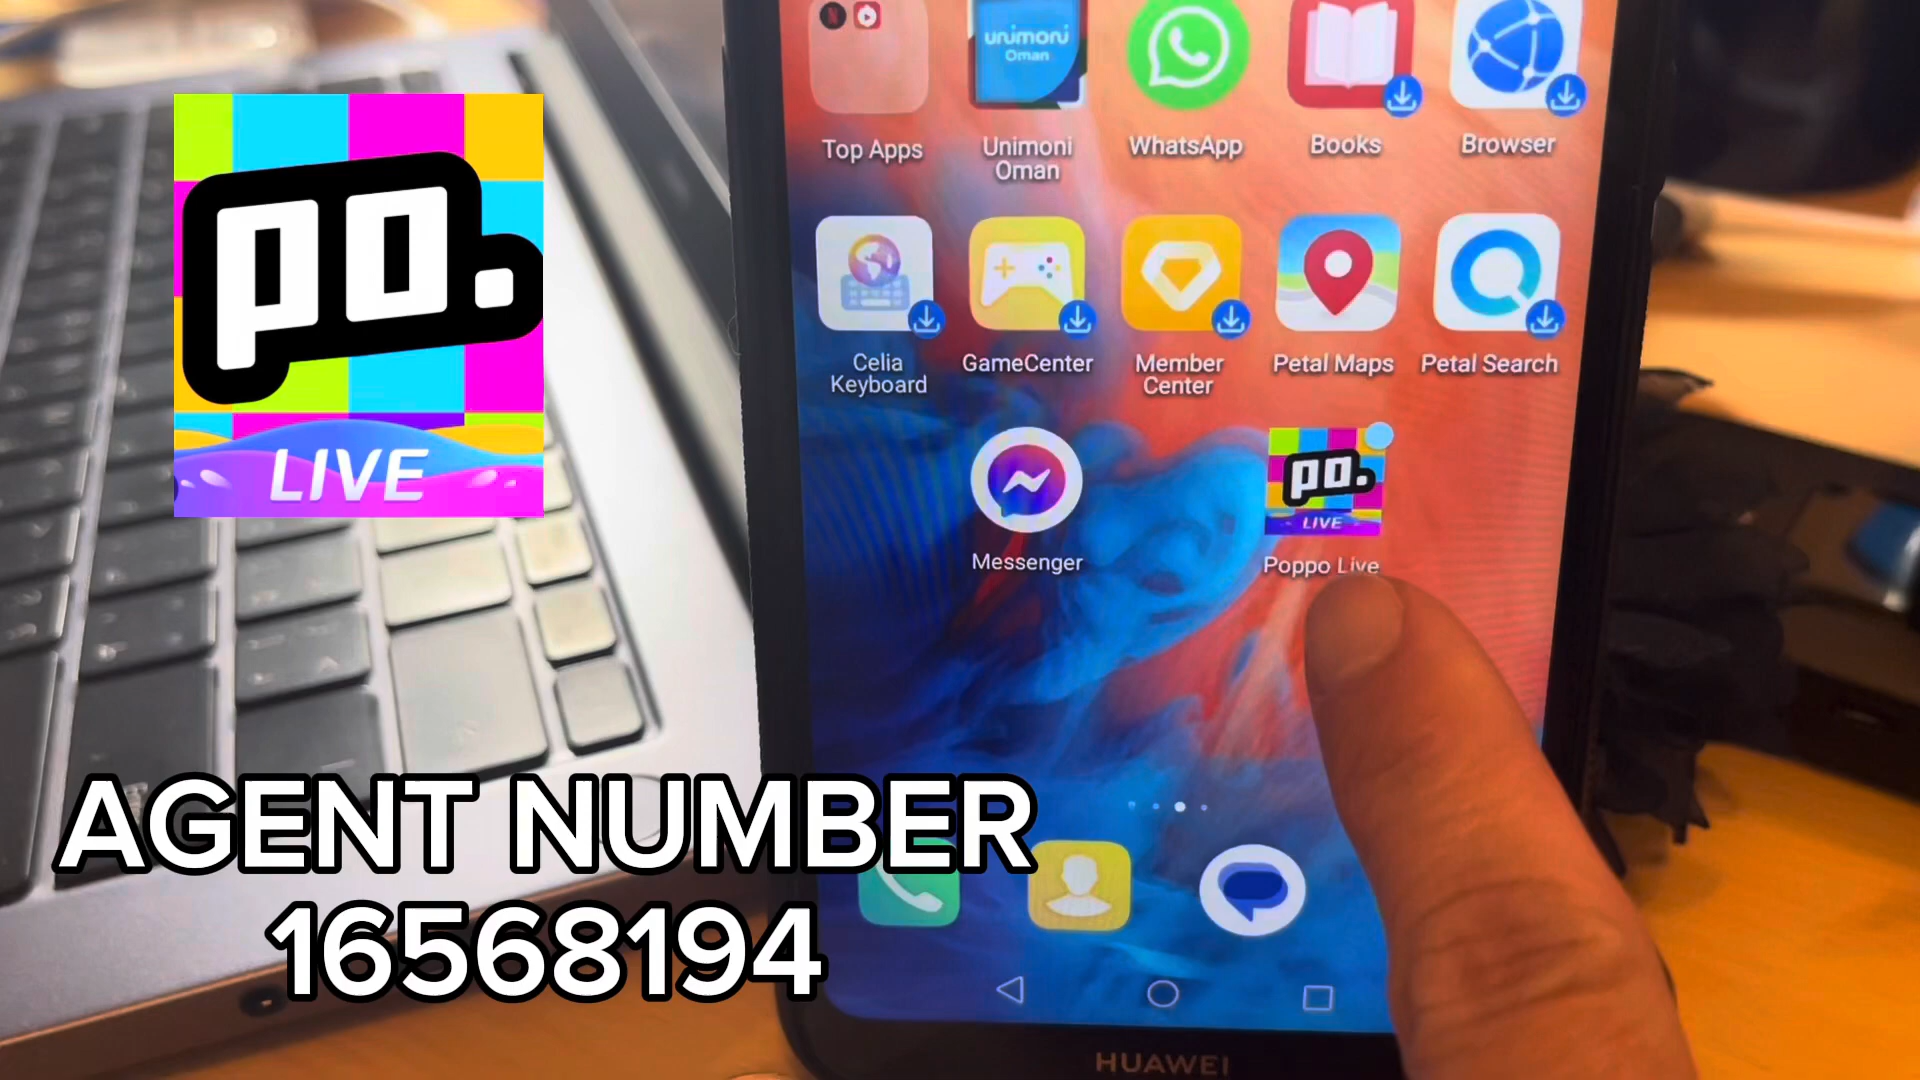 po.
LIVE
unimoni
Oman
Top Apps
Unimoni
Oman
WhatsApp
Books
Browser
Celia
Keyboard
GameCenter
Member
Center
Petal Maps
Petal Search
po.
LIVE
Messenger
Poppo Live
AGENT NUMBER
16568194
HUAWEI